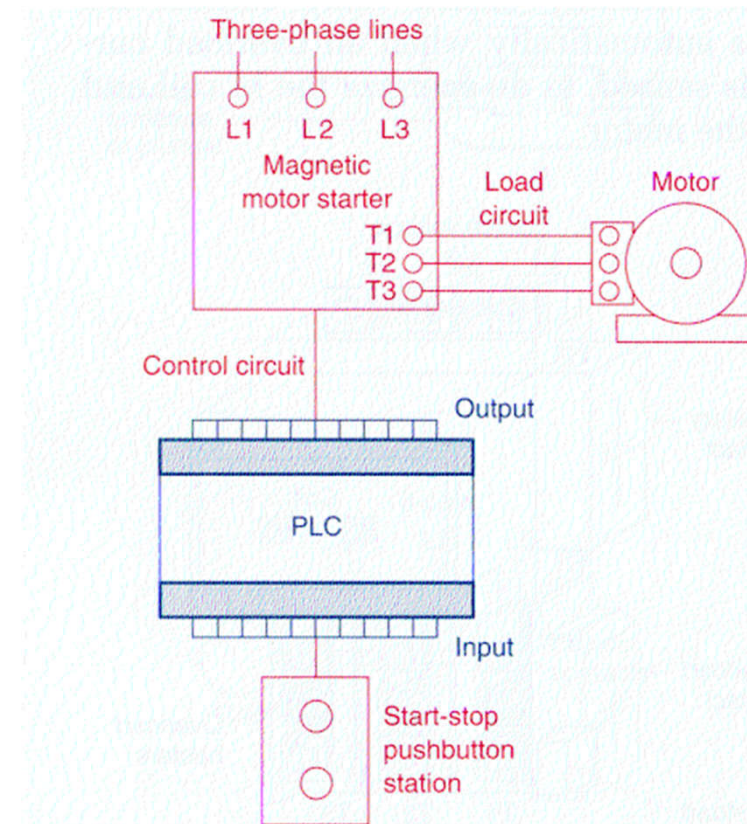 Three-phase lines
L1 L2 L3
Magnetic
motor starter
T1
T2
T3
Load
circuit
Motor
Control circuit
Output
PLC
Input
Start-stop
pushbutton
station